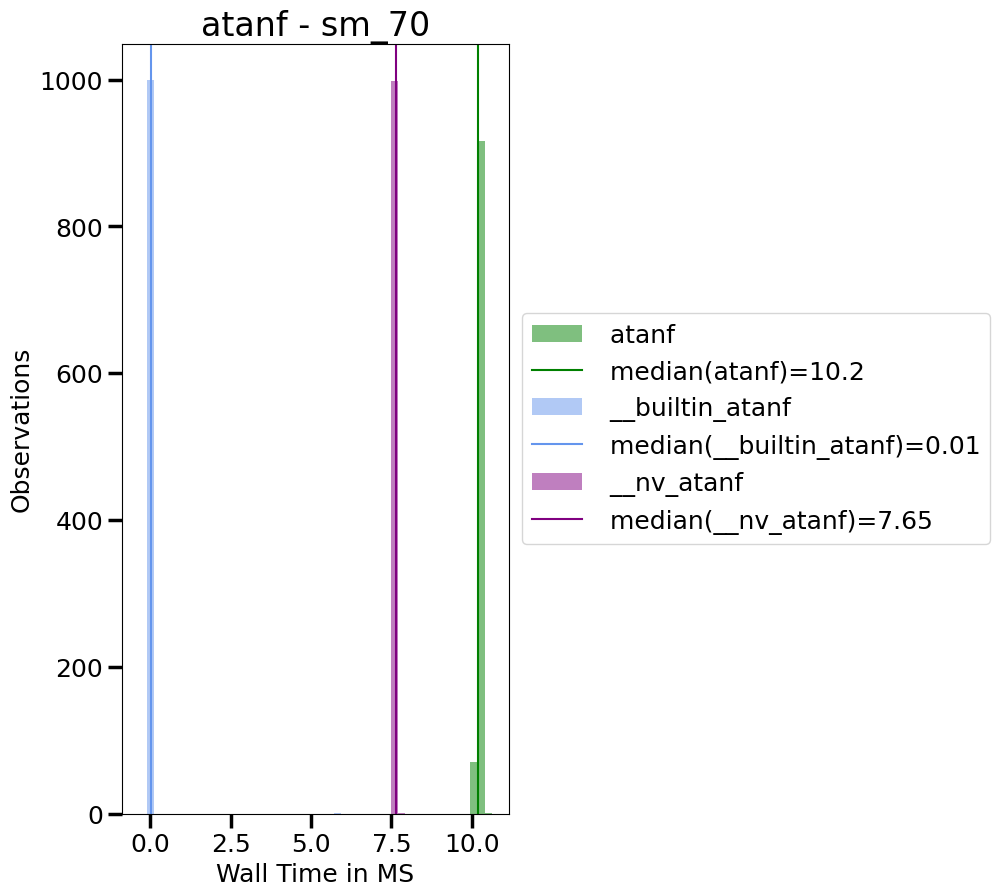 atanf - sm_70
1000
800
600
400
200
0
Observations
0.0 2.5 5.0 7.5 10.0
Wall Time in MS
atanf
median(atanf)=10.2
__builtin_atanf
median(__builtin_atanf)=0.01
__nv_atanf
median(__nv_atanf)=7.65